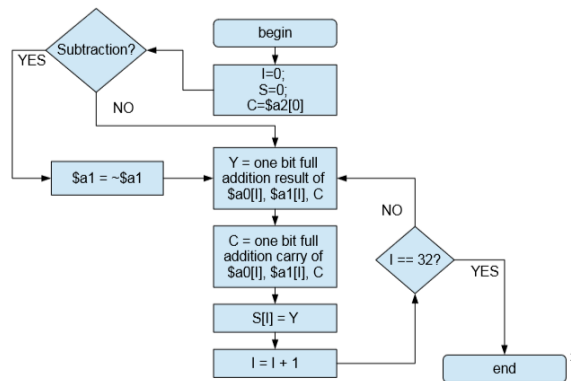 begin
Subtraction?
YES
I=0;
S=0;
C=$a2[0]
NO
$a1 = ~$a1
Y = one bit full
addition result of
$a0[I], $a1[I], C
NO
C = one bit full
addition carry of
$a0[I], $a1[I], C
I == 32?
YES
S[I] = Y
I = I + 1
end